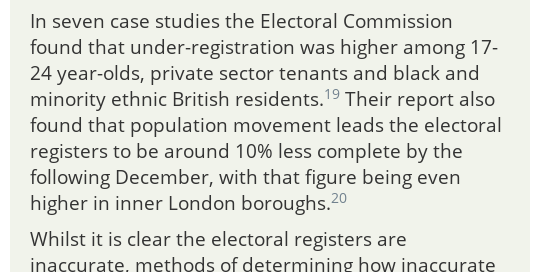 In seven case studies the Electoral Commission
found that under-registration was higher among 17-
24 year-olds, private sector tenants and black and
minority ethnic British residents.19 Their report also
found that population movement leads the electoral
registers to be around 10% less complete by the
following December, with that figure being even
higher in inner London boroughs.20
Whilst it is clear the electoral registers are
inaccurate, methods of determining how inaccurate